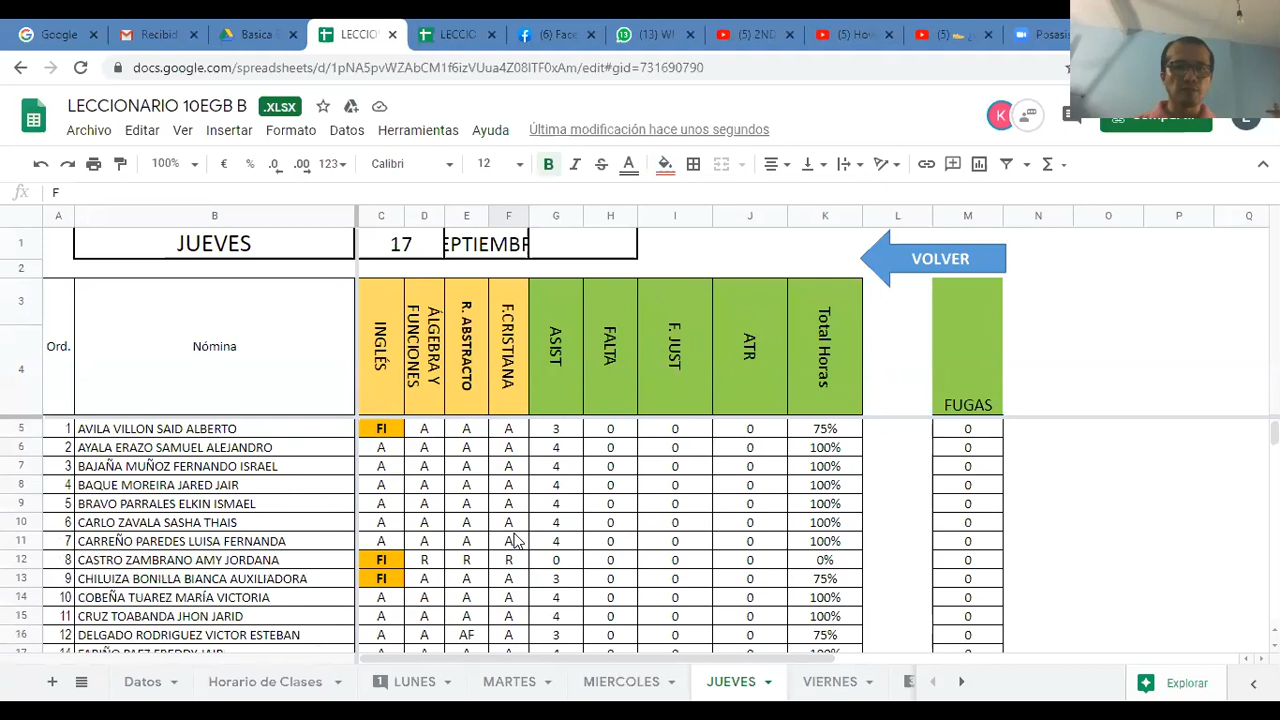 Google
Recibid
Basica
LECCIO
LECCIO
(6) Face
(13) W
(5) 2ND
(5) How
(5)
Posasi
docs.google.com/spreadsheets/d/1pNA5pvWZAbCM1f6izVUua4Z08ITF0xAm/edit#gid=731690790
LECCIONARIO 10EGB B .XLSX
K
Archivo Editar Ver Insertar Formato Datos Herramientas Ayuda Última modificación hace unos segundos
100% € % .0 .00 123 Calibri 12 B I S A Σ
fx F
A B C D E F G H I J K L M N O P Q
1 JUEVES 17 EPTIEMBR VOLVER
2
3
4
Ord. Nómina INGLÉS ÁLGEBRA Y FUNCIONES R. ABSTRACTO F.CRISTIANA ASIST FALTA F. JUST ATR Total Horas FUGAS
5 1 AVILA VILLON SAID ALBERTO FI A A A 3 0 0 0 75% 0
6 2 AYALA ERAZO SAMUEL ALEJANDRO A A A A 4 0 0 0 100% 0
7 3 BAJAÑA MUÑOZ FERNANDO ISRAEL A A A A 4 0 0 0 100% 0
8 4 BAQUE MOREIRA JARED JAIR A A A A 4 0 0 0 100% 0
9 5 BRAVO PARRALES ELKIN ISMAEL A A A A 4 0 0 0 100% 0
10 6 CARLO ZAVALA SASHA THAIS A A A A 4 0 0 0 100% 0
11 7 CARREÑO PAREDES LUISA FERNANDA A A A A 4 0 0 0 100% 0
12 8 CASTRO ZAMBRANO AMY JORDANA FI R R R 0 0 0 0 0% 0
13 9 CHILUIZA BONILLA BIANCA AUXILIADORA FI A A A 3 0 0 0 75% 0
14 10 COBEÑA TUAREZ MARÍA VICTORIA A A A A 4 0 0 0 100% 0
15 11 CRUZ TOABANDA JHON JARID A A A A 4 0 0 0 100% 0
16 12 DELGADO RODRIGUEZ VICTOR ESTEBAN A A AF A 3 0 0 0 75% 0
Datos Horario de Clases 1 LUNES MARTES MIERCOLES JUEVES VIERNES Explorar